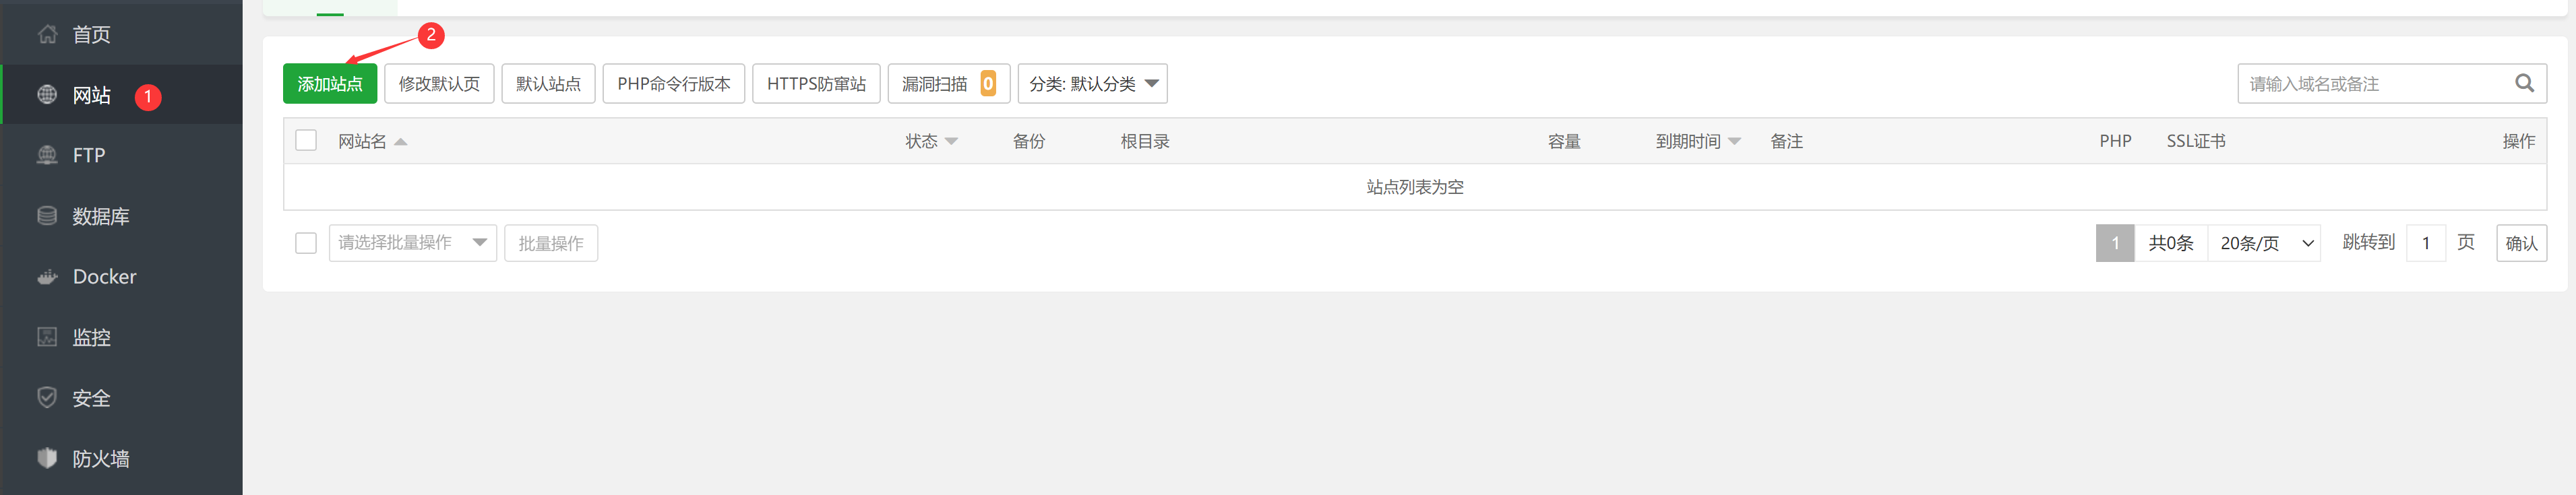 首页
网站 1
FTP
数据库
Docker
监控
安全
防火墙
2
添加站点 修改默认页 默认站点 PHP命令行版本 HTTPS防窜站 漏洞扫描 0 分类: 默认分类 请输入域名或备注
网站名 状态 备份 根目录 容量 到期时间 备注 PHP SSL证书 操作
站点列表为空
请选择批量操作 批量操作 1 共0条 20条/页 跳转到 1 页 确认